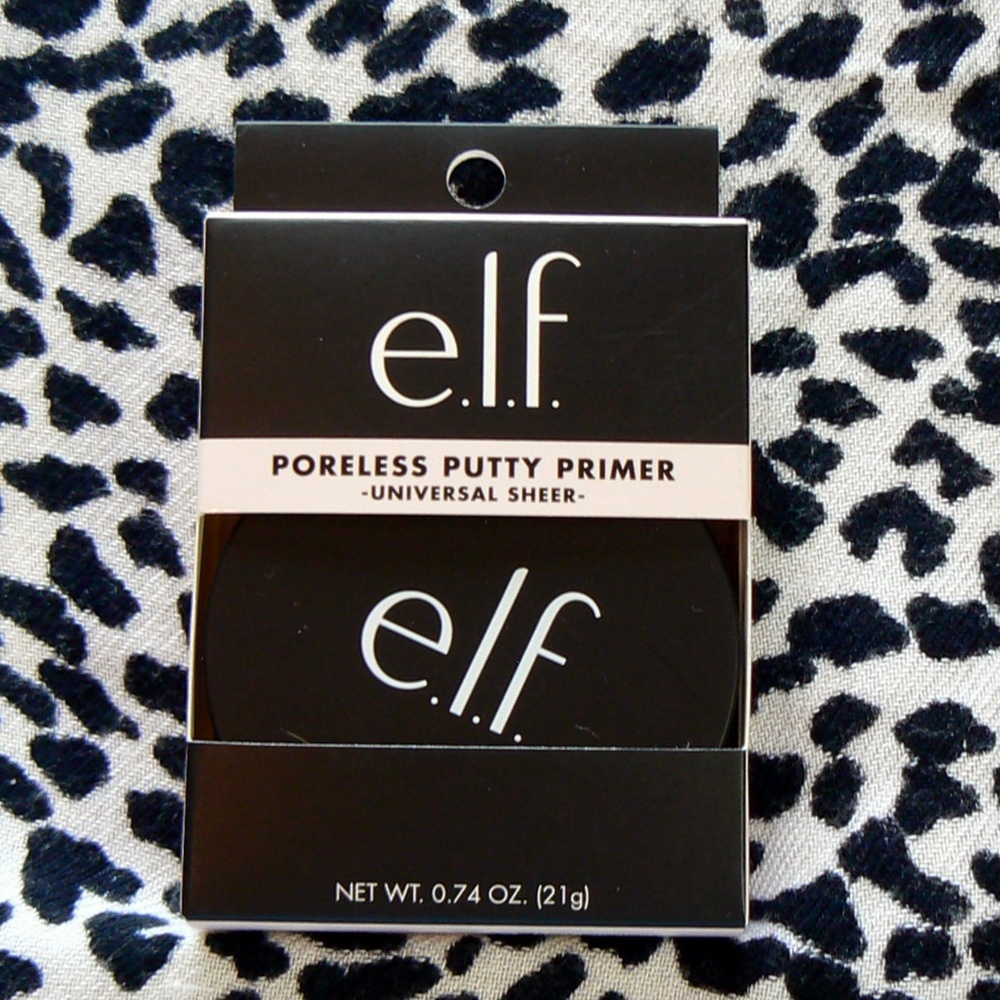 e.l.f.
PORELESS PUTTY PRIMER
-UNIVERSAL SHEER-
e.l.f.
NET WT. 0.74 OZ. (21g)